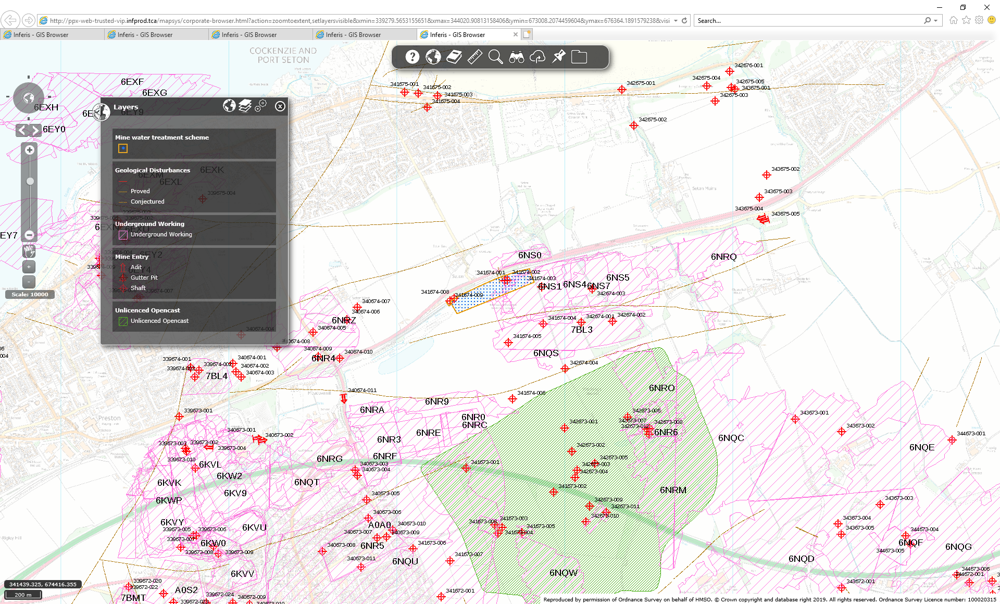 http://ppx-web-trusted-vip.infprod.tca/mapsys/corporate-browser.html?action=zoomtoextent,setlayersvisible&xmin=339279.5653155651&xmax=344020.90813158406&ymin=673008.2074459604&ymax=676364.1891579238&visi
Search...
Inferis - GIS Browser
Inferis - GIS Browser
Inferis - GIS Browser
Inferis - GIS Browser
Inferis - GIS Browser
COCKENZIE AND
PORT SETON
342676-001
341675-001
341675-002
341675-003
341675-004
342675-001
342675-004
342675-005
343675-001
342675-003
342675-002
6EXF
6EXG
6EXH
6EY9
6EY0
Layers
Mine water treatment scheme
Geological Disturbances
Proved
Conjectured
Underground Working
Underground Working
Mine Entry
Adit
Gutter Pit
Shaft
Unlicenced Opencast
Unlicenced Opencast
6EXK
6EXM
6EXL
339675-004
EY7
6EY2
6EY4
Scale: 10000
343675-002
343675-003
343675-004
343675-005
Seton Mains
6NS0
6NRQ
341674-001
341674-002
341674-003
6NS1
6NS4
6NS7
6NS5
342674-003
341674-008
341674-009
340674-007
340674-006
6NRZ
340674-005
340674-004
340674-008
340674-009
340674-010
6NR4
341674-004
342674-001
342674-002
7BL3
341674-005
6NQS
342674-004
339674-001
339674-002
7BL4
340674-001
340674-002
340674-003
340674-011
341674-006
Meadowmill
Preston
339673-001
6NRA
6NR9
6NR0
6NRC
6NRE
6NR3
6NRF
6NRG
6NQT
6NRO
342673-006
342673-007
342673-008
6NR6
342673-001
342673-002
342673-005
342673-003
342673-004
341673-001
341673-002
6NRM
6NQC
343673-001
343673-002
344673-001
6NQE
340673-001
340673-002
339673-003
339673-002
339673-004
339673-010
6KVL
6KW2
6KVK
6KV9
6KWP
6KVY
6KVU
339673-005
339673-006
339673-007
6KW0
339673-008
339673-009
6KVV
340673-003
340673-004
340673-005
340673-006
A0A0
340673-010
340673-007
340673-009
6NR5
340673-008
340673-011
6NQU
341673-006
341673-007
341673-003
341673-005
341673-004
342673-009
342673-011
342673-010
6NQW
343673-003
343673-004
343673-005
344673-004
6NQF
344673-005
6NQG
6NQD
344673-006
344672-001
343672-001
Rigley Hill
341439.325, 674416.355
200 m
339672-020
339672-022
7BMT
A0S2
339672-024
340672-009
341672-001
Reproduced by permission of Ordnance Survey on behalf of HMSO. © Crown copyright and database right 2019. All rights reserved. Ordnance Survey Licence number: 100020315